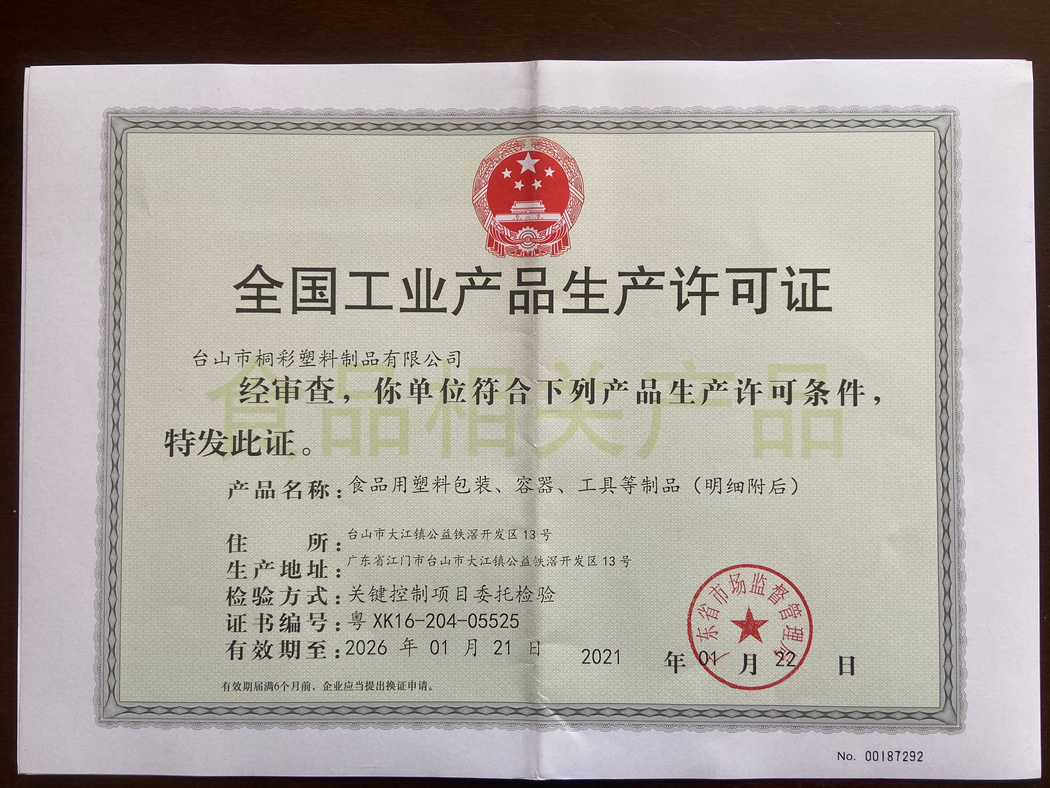 全国工业产品生产许可证
食品相关产品
台山市桐彩塑料制品有限公司
经审查，你单位符合下列产品生产许可条件，
特发此证。
产品名称：食品用塑料包装、容器、工具等制品（明细附后）
住 所：台山市大江镇公益铁滘开发区13号
生产地址：广东省江门市台山市大江镇公益铁滘开发区13号
检验方式：关键控制项目委托检验
证书编号：粤 XK16-204-05525
有效期至：2026 年 01 月 21 日
2021 年 01 月 22 日
广东省市场监督管理局
有效期届满6个月前，企业应当提出换证申请。
No. 00187292